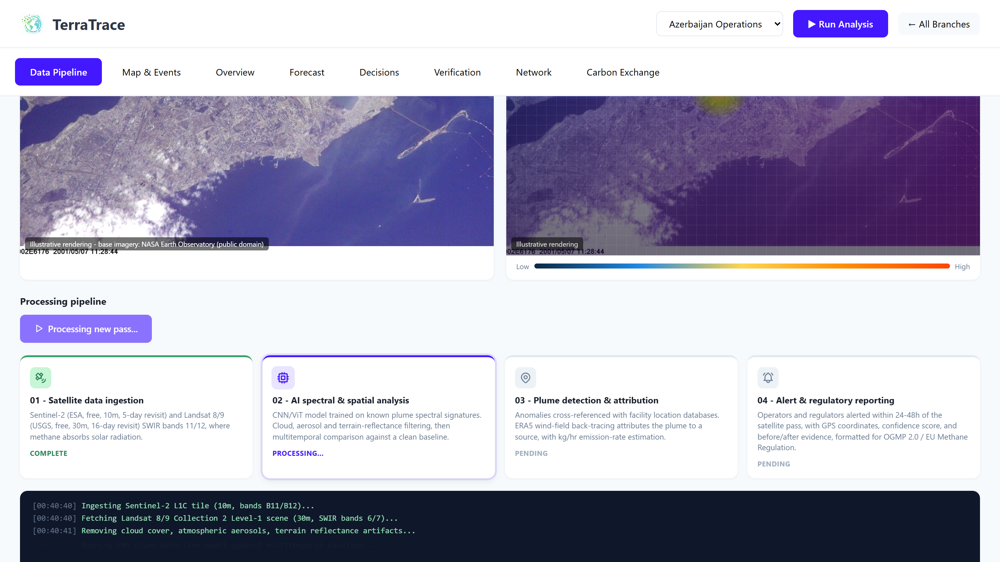 TerraTrace
Azerbaijan Operations
Run Analysis
← All Branches
Data Pipeline
Map & Events
Overview
Forecast
Decisions
Verification
Network
Carbon Exchange
Illustrative rendering - base imagery: NASA Earth Observatory (public domain)
02E6176 2001/05/07 11:28:44
Illustrative rendering
02E6176 2001/05/07 11:28:44
Low
High
Processing pipeline
Processing new pass...
01 - Satellite data ingestion
Sentinel-2 (ESA, free, 10m, 5-day revisit) and Landsat 8/9
(USGS, free, 30m, 16-day revisit) SWIR bands 11/12, where
methane absorbs solar radiation.
COMPLETE
02 - AI spectral & spatial analysis
CNN/ViT model trained on known plume spectral signatures.
Cloud, aerosol and terrain-reflectance filtering, then
multitemporal comparison against a clean baseline.
PROCESSING...
03 - Plume detection & attribution
Anomalies cross-referenced with facility location databases.
ERA5 wind-field back-tracing attributes the plume to a
source, with kg/hr emission-rate estimation.
PENDING
04 - Alert & regulatory reporting
Operators and regulators alerted within 24-48h of the
satellite pass, with GPS coordinates, confidence score, and
before/after evidence, formatted for OGMP 2.0 / EU Methane
Regulation.
PENDING
[00:40:40] Ingesting Sentinel-2 L1C tile (10m, bands B11/B12)...
[00:40:40] Fetching Landsat 8/9 Collection 2 Level-1 scene (30m, SWIR bands 6/7)...
[00:40:41] Removing cloud cover, atmospheric aerosols, terrain reflectance artifacts...
Running CNN plume-detection model against multitemporal baseline...